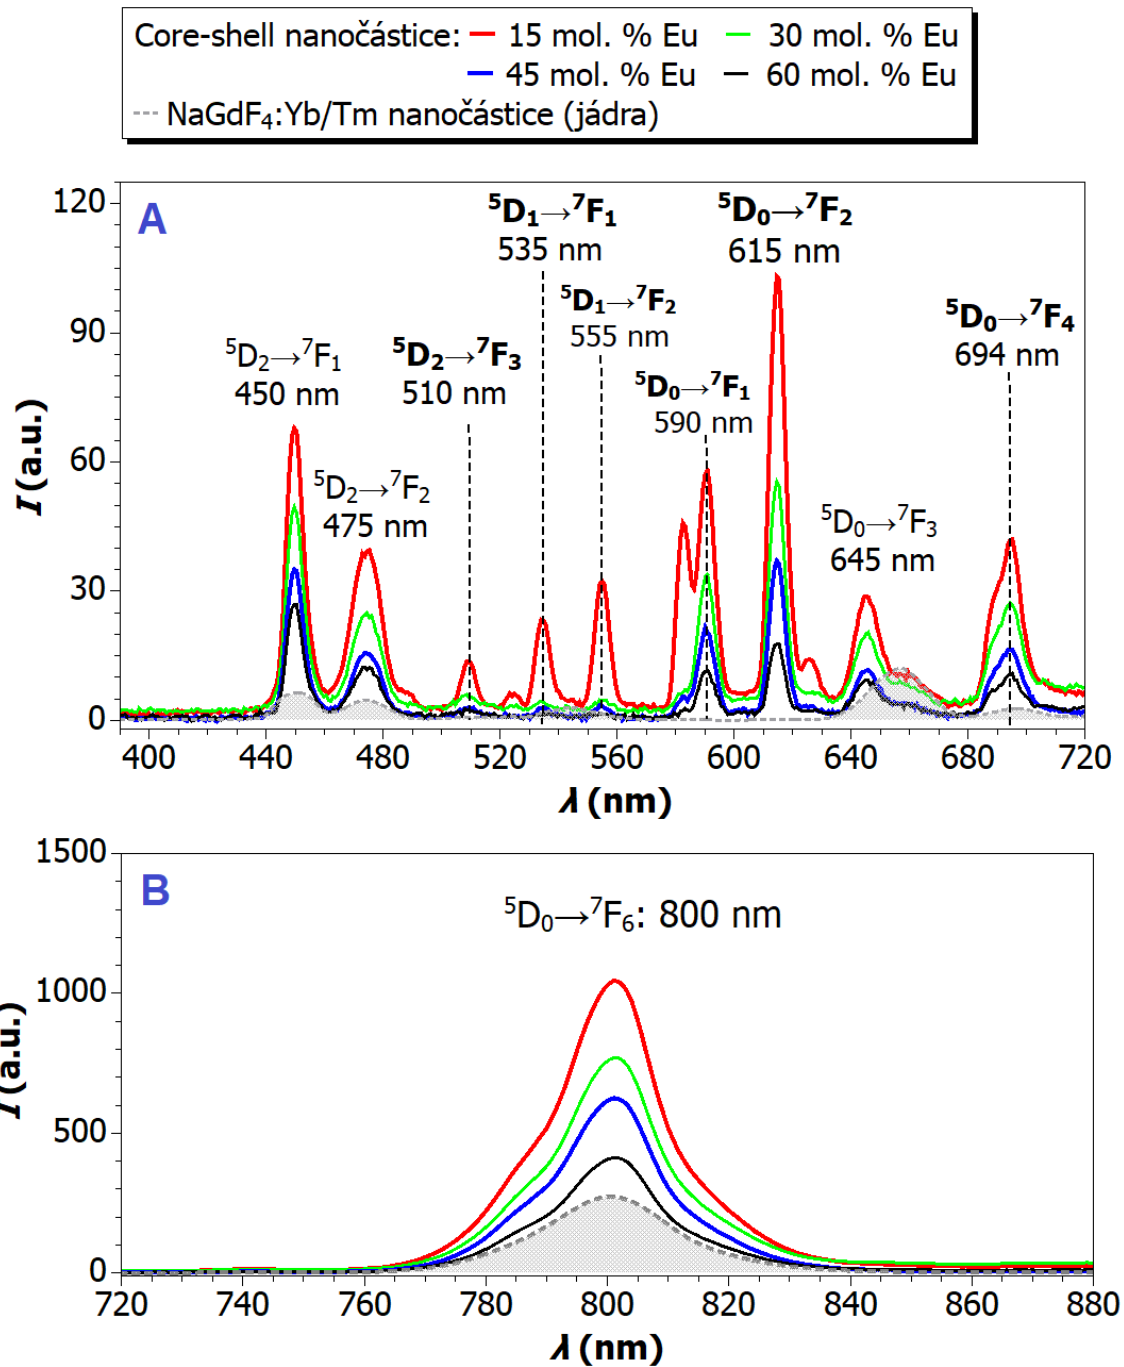 Core-shell nanočástice: 15 mol. % Eu 30 mol. % Eu
45 mol. % Eu 60 mol. % Eu
NaGdF₄:Yb/Tm nanočástice (jádra)
A
⁵D₁→⁷F₁
535 nm
⁵D₀→⁷F₂
615 nm
⁵D₁→⁷F₂
555 nm
⁵D₀→⁷F₄
694 nm
⁵D₂→⁷F₁
450 nm
⁵D₂→⁷F₃
510 nm
⁵D₀→⁷F₁
590 nm
⁵D₂→⁷F₂
475 nm
⁵D₀→⁷F₃
645 nm
120
90
60
30
0
I (a.u.)
400 440 480 520 560 600 640 680 720
λ (nm)
B
⁵D₀→⁷F₆: 800 nm
1500
1000
500
0
I (a.u.)
720 740 760 780 800 820 840 860 880
λ (nm)